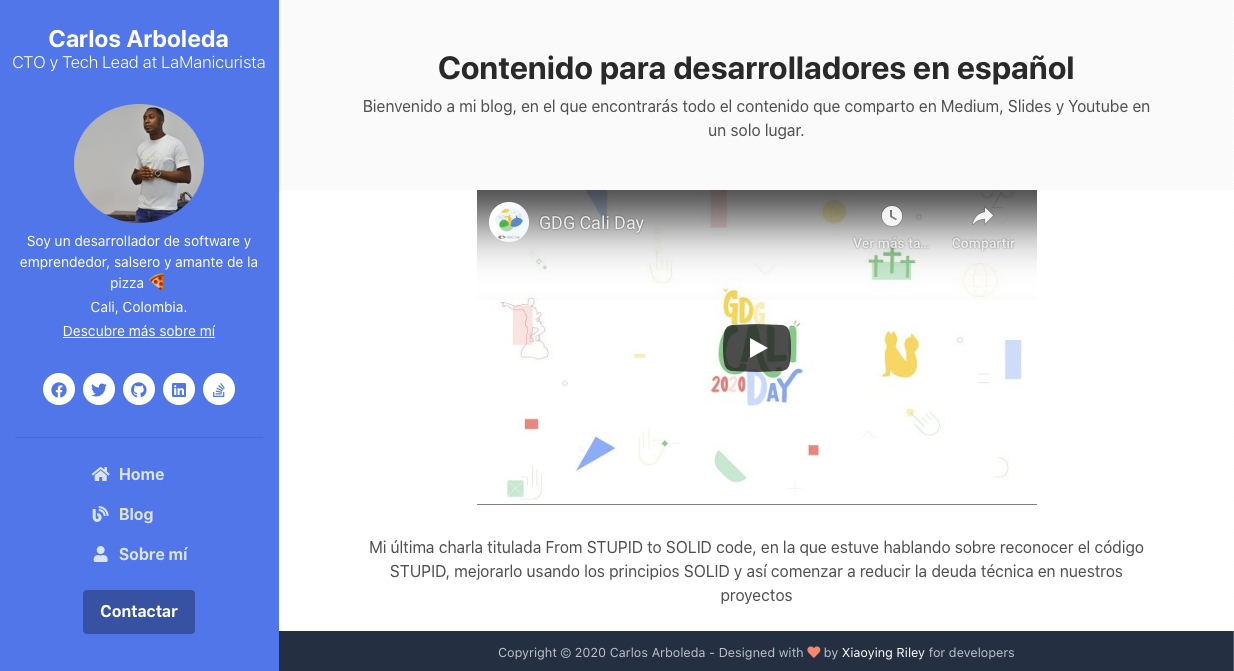 Carlos Arboleda
CTO y Tech Lead at LaManicurista
Soy un desarrollador de software y
emprendedor, salsero y amante de la
pizza 🍕
Cali, Colombia.
Descubre más sobre mí
Home
Blog
Sobre mí
Contactar
Contenido para desarrolladores en español
Bienvenido a mi blog, en el que encontrarás todo el contenido que comparto en Medium, Slides y Youtube en
un solo lugar.
GDG Cali Day
Ver más ta...
Compartir
GDG
CALI
2020 DAY
Mi última charla titulada From STUPID to SOLID code, en la que estuve hablando sobre reconocer el código
STUPID, mejorarlo usando los principios SOLID y así comenzar a reducir la deuda técnica en nuestros
proyectos
Copyright © 2020 Carlos Arboleda - Designed with ❤ by Xiaoying Riley for developers